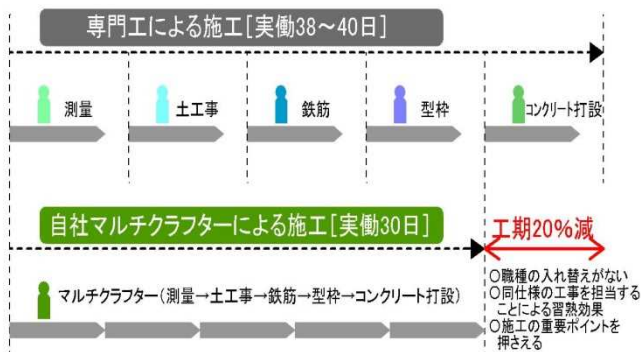 専門工による施工[実働38～40日]
測量
土工事
鉄筋
型枠
コンクリート打設
自社マルチクラフターによる施工[実働30日]
工期20%減
マルチクラフター(測量→土工事→鉄筋→型枠→コンクリート打設)
○職種の入れ替えがない
○同仕様の工事を担当する
ことによる習熟効果
○施工の重要ポイントを
押さえる